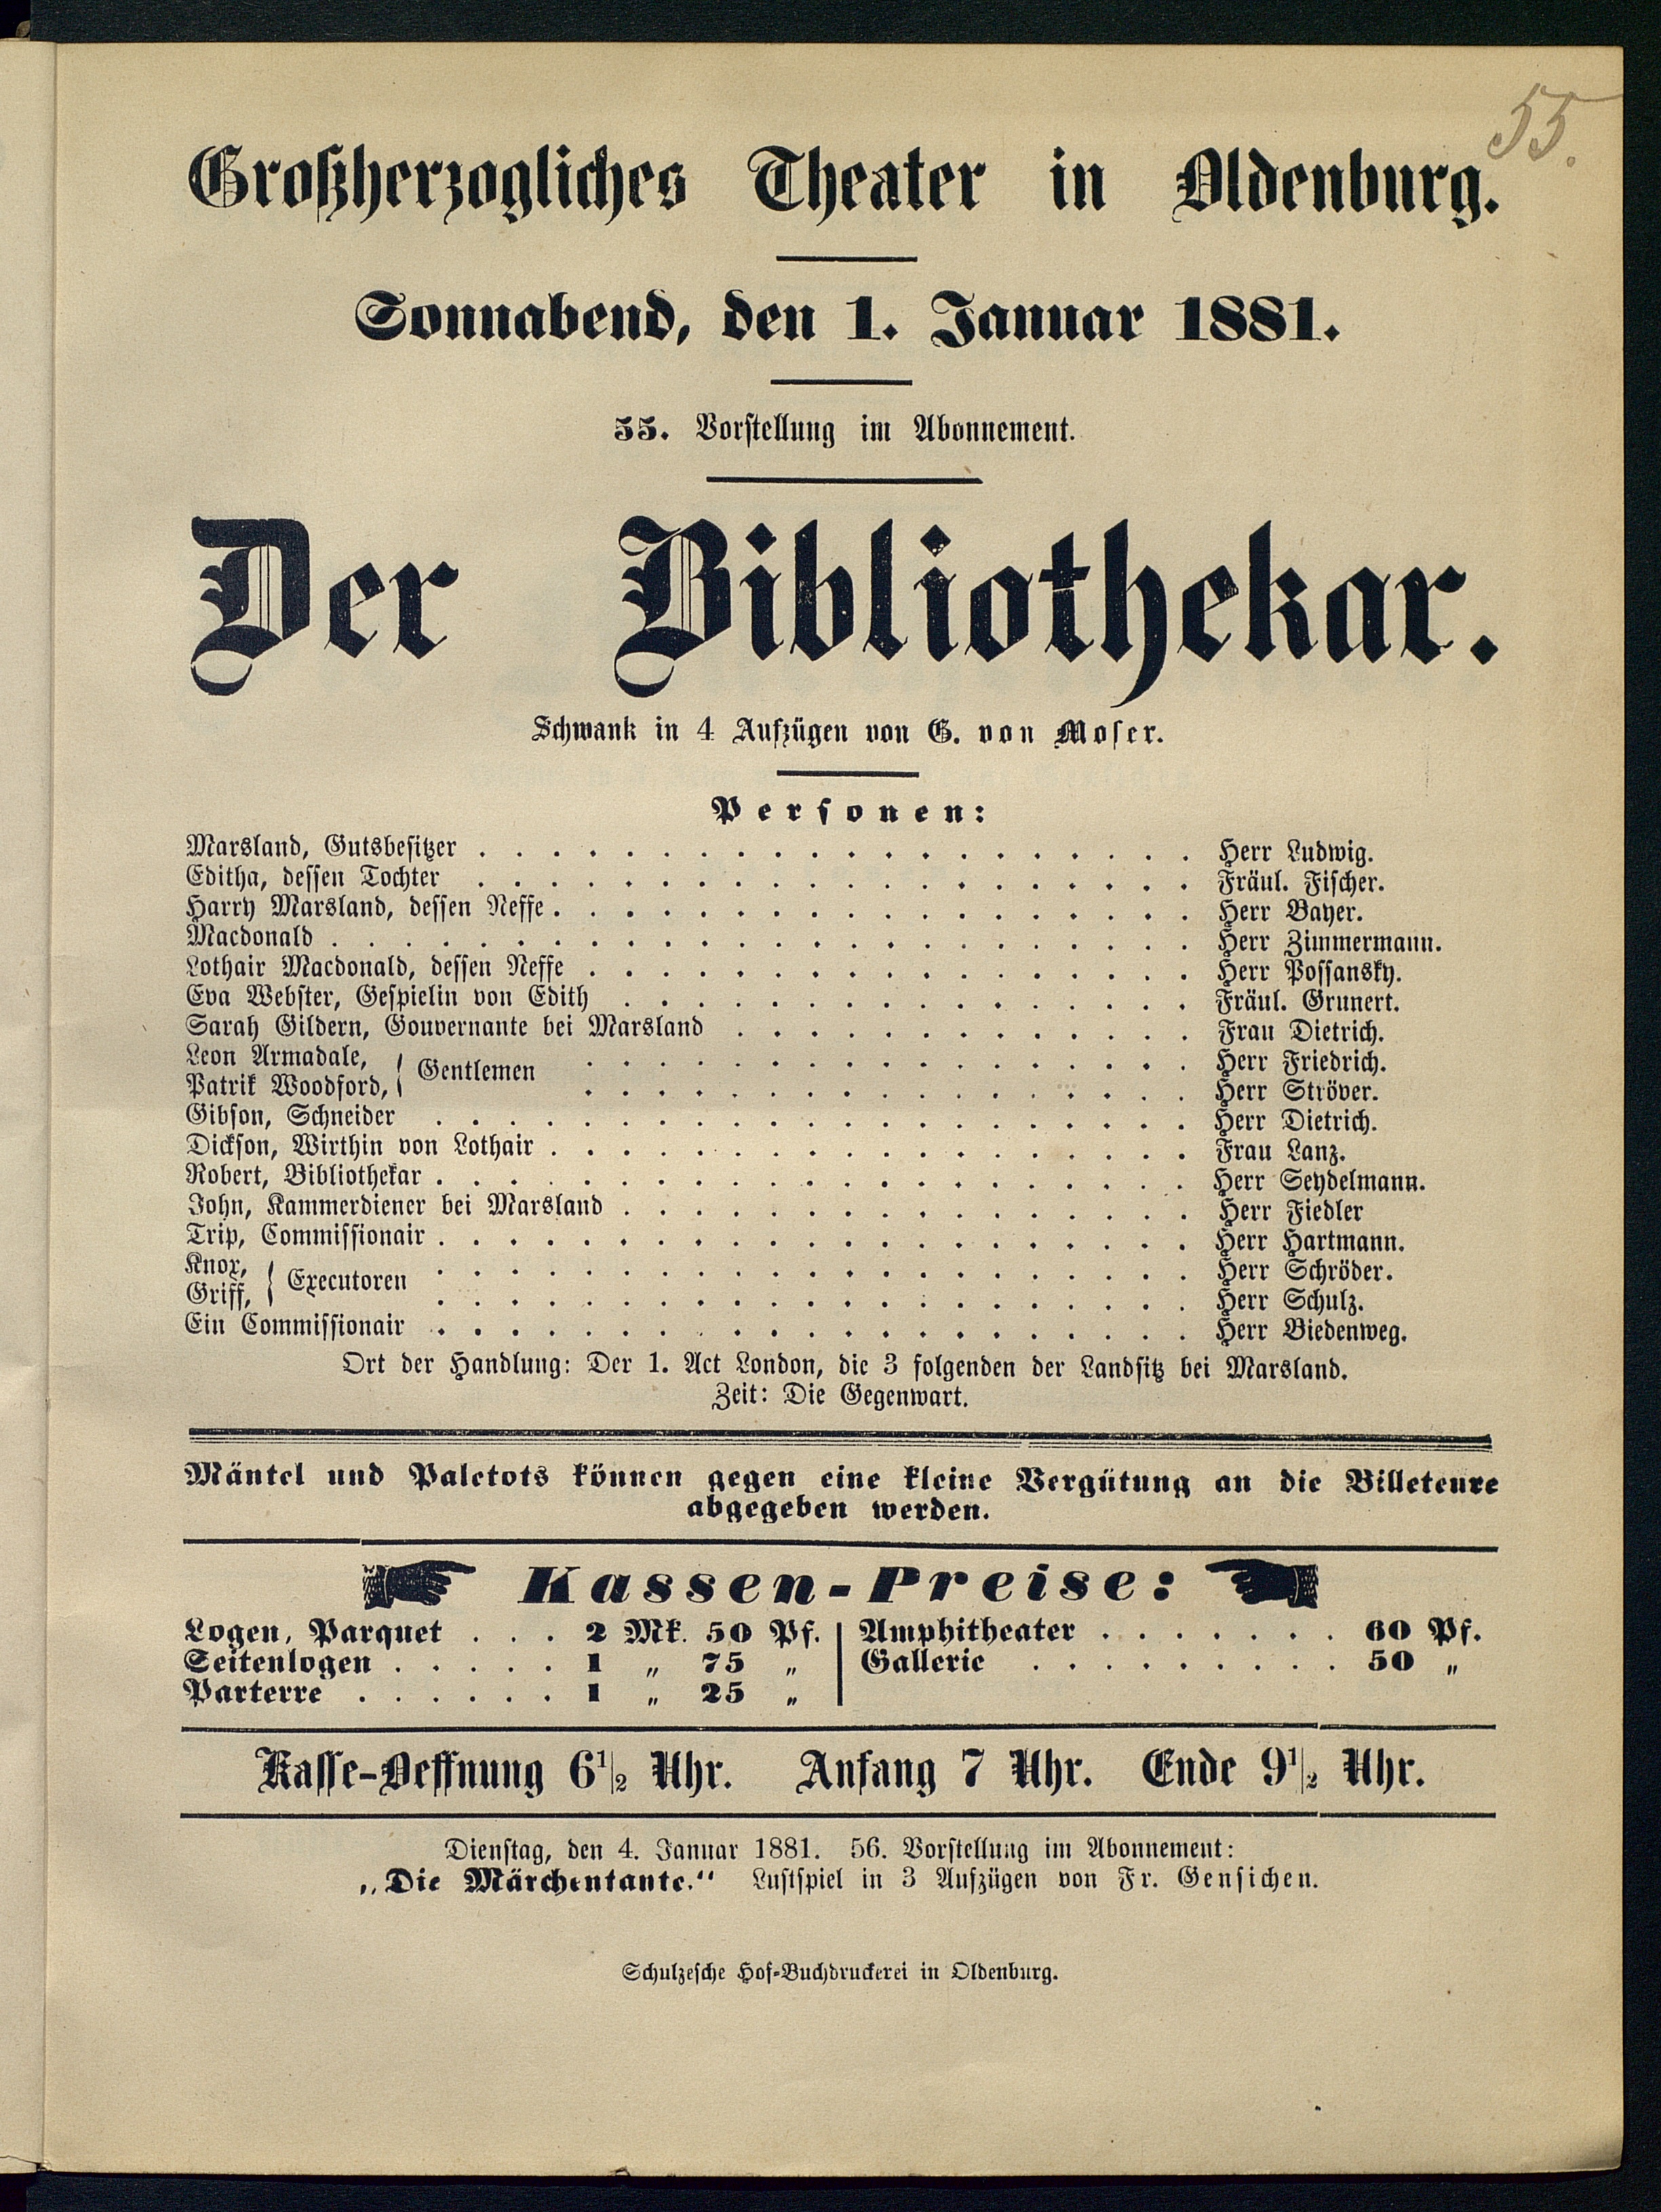 55.
Großherzogliches Theater in Oldenburg.
Sonnabend, den 1. Januar 1881.
55. Vorstellung im Abonnement.
Der Bibliothekar.
Schwank in 4 Aufzügen von G. von Moser.
Personen:
Marsland, Gutsbesitzer . . . . . . . . . . . . . . . . . . . . Herr Ludwig.
Editha, dessen Tochter . . . . . . . . . . . . . . . . . . . . Fräul. Fischer.
Harry Marsland, dessen Neffe . . . . . . . . . . . . . . . . . . Herr Bayer.
Macdonald . . . . . . . . . . . . . . . . . . . . . . . . Herr Zimmermann.
Lothair Macdonald, dessen Neffe . . . . . . . . . . . . . . . . . Herr Possansky.
Eva Webster, Gespielin von Edith . . . . . . . . . . . . . . . . Fräul. Grunert.
Sarah Gildern, Gouvernante bei Marsland . . . . . . . . . . . . . Frau Dietrich.
Leon Armadale, } Gentlemen . . . . . . . . . . . . . . . . . Herr Friedrich.
Patrik Woodford, } . . . . . . . . . . . . . . . . . Herr Ströver.
Gibson, Schneider . . . . . . . . . . . . . . . . . . . . . Herr Dietrich.
Dickson, Wirthin von Lothair . . . . . . . . . . . . . . . . . . Frau Lanz.
Robert, Bibliothekar . . . . . . . . . . . . . . . . . . . . . Herr Seydelmann.
John, Kammerdiener bei Marsland . . . . . . . . . . . . . . . . Herr Fiedler
Trip, Commissionair . . . . . . . . . . . . . . . . . . . . . Herr Hartmann.
Knox, } Executoren . . . . . . . . . . . . . . . . . . . . . Herr Schröder.
Griff, } . . . . . . . . . . . . . . . . . . . . . Herr Schulz.
Ein Commissionair . . . . . . . . . . . . . . . . . . . . . Herr Biedenweg.
Ort der Handlung: Der 1. Act London, die 3 folgenden der Landsitz bei Marsland.
Zeit: Die Gegenwart.
Mäntel und Paletots können gegen eine kleine Vergütung an die Billeteure
abgegeben werden.
Kassen-Preise:
Logen, Parquet . . . 2 Mk. 50 Pf.
Seitenlogen . . . . . 1 „ 75 „
Parterre . . . . . . 1 „ 25 „
Amphitheater . . . . . . . 60 Pf.
Gallerie . . . . . . . . . 50 „
Kasse-Oeffnung 6 1/2 Uhr. Anfang 7 Uhr. Ende 9 1/2 Uhr.
Dienstag, den 4. Januar 1881. 56. Vorstellung im Abonnement:
„Die Märchentante.“ Lustspiel in 3 Aufzügen von Fr. Gensichen.
Schulzesche Hof-Buchdruckerei in Oldenburg.